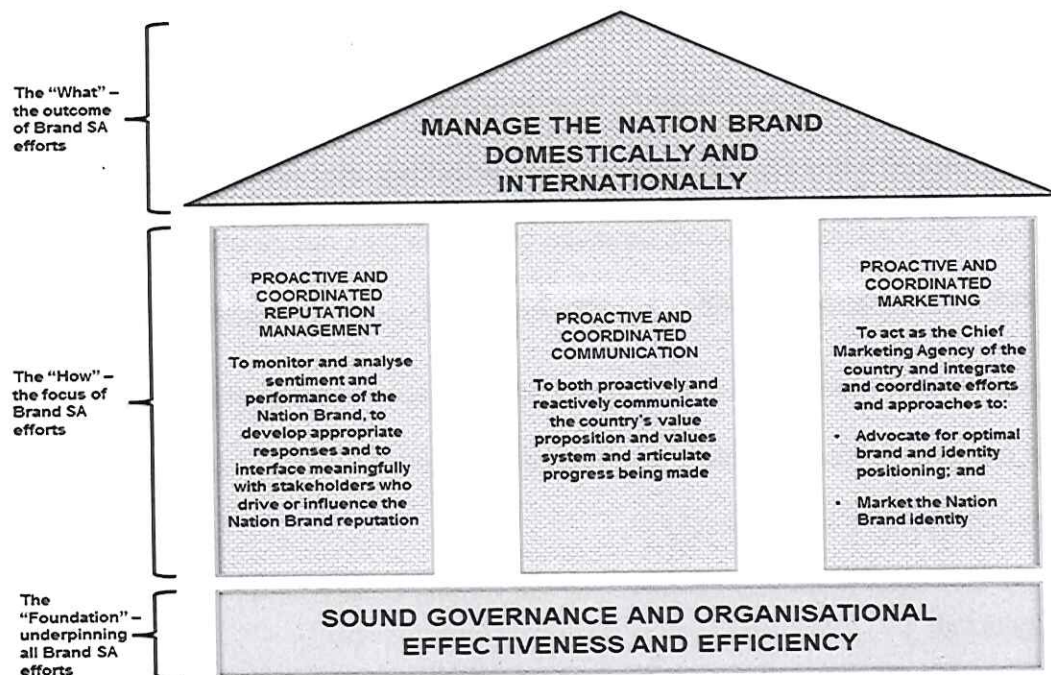 The “What” –
the outcome
of Brand SA
efforts
MANAGE THE NATION BRAND
DOMESTICALLY AND
INTERNATIONALLY
The “How” –
the focus of
Brand SA
efforts
PROACTIVE AND
COORDINATED
REPUTATION
MANAGEMENT
To monitor and analyse
sentiment and
performance of the
Nation Brand, to
develop appropriate
responses and to
interface meaningfully
with stakeholders who
drive or influence the
Nation Brand reputation
PROACTIVE AND
COORDINATED
COMMUNICATION
To both proactively and
reactively communicate
the country’s value
proposition and values
system and articulate
progress being made
PROACTIVE AND
COORDINATED
MARKETING
To act as the Chief
Marketing Agency of the
country and integrate
and coordinate efforts
and approaches to:
• Advocate for optimal
brand and identity
positioning; and
• Market the Nation
Brand Identity
The
“Foundation” –
underpinning
all Brand SA
efforts
SOUND GOVERNANCE AND ORGANISATIONAL
EFFECTIVENESS AND EFFICIENCY